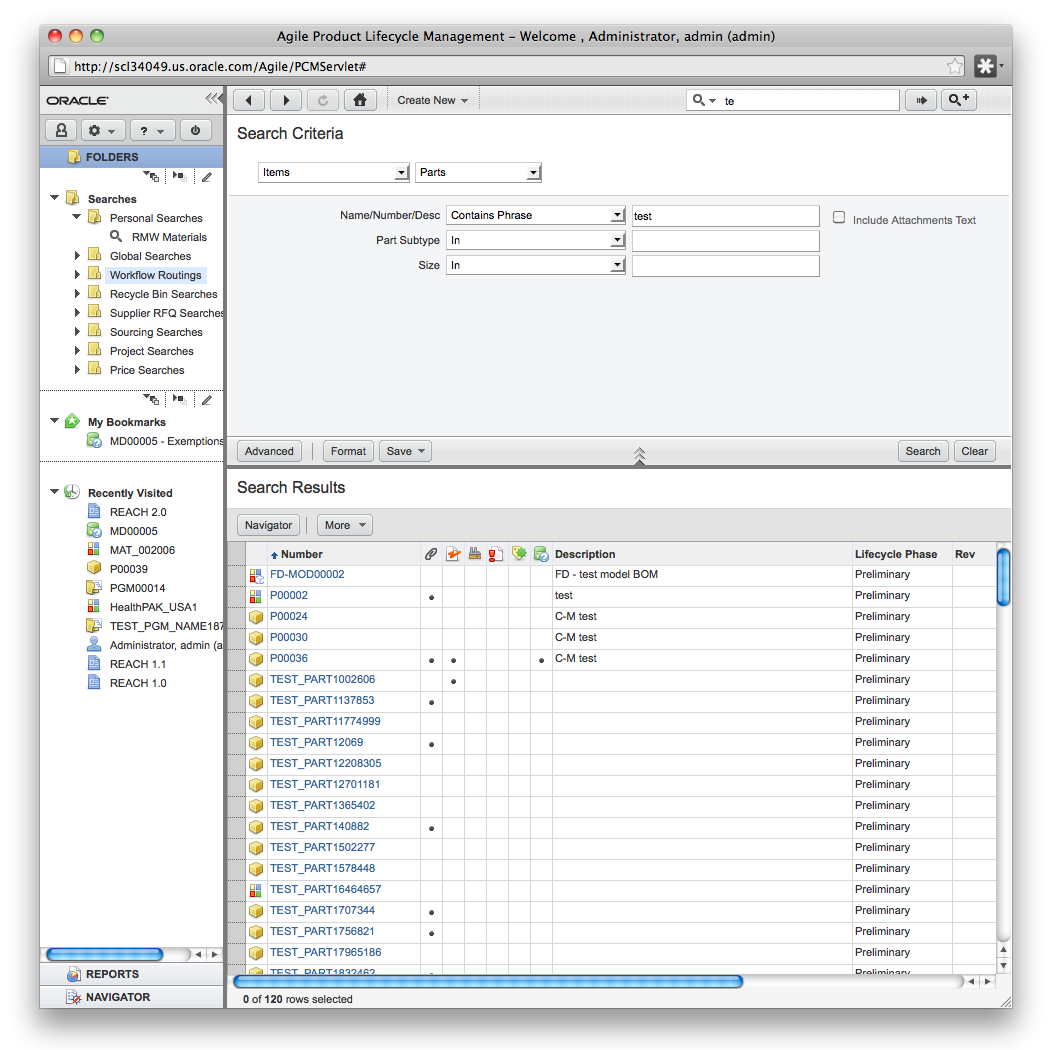 Agile Product Lifecycle Management – Welcome , Administrator, admin (admin)
http://scl34049.us.oracle.com/Agile/PCMServlet#
ORACLE
Create New
te
?
FOLDERS
Searches
Personal Searches
RMW Materials
Global Searches
Workflow Routings
Recycle Bin Searches
Supplier RFQ Searches
Sourcing Searches
Project Searches
Price Searches
My Bookmarks
MD00005 - Exemptions
Recently Visited
REACH 2.0
MD00005
MAT_002006
P00039
PGM00014
HealthPAK_USA1
TEST_PGM_NAME187
Administrator, admin (a
REACH 1.1
REACH 1.0
REPORTS
NAVIGATOR
Search Criteria
Items Parts
Name/Number/Desc Contains Phrase test Include Attachments Text
Part Subtype In
Size In
Advanced Format Save Search Clear
Search Results
Navigator More
Number Description Lifecycle Phase Rev
FD-MOD00002 FD - test model BOM Preliminary
P00002 test Preliminary
P00024 C-M test Preliminary
P00030 C-M test Preliminary
P00036 C-M test Preliminary
TEST_PART1002606 Preliminary
TEST_PART1137853 Preliminary
TEST_PART11774999 Preliminary
TEST_PART12069 Preliminary
TEST_PART12208305 Preliminary
TEST_PART12701181 Preliminary
TEST_PART1365402 Preliminary
TEST_PART140882 Preliminary
TEST_PART1502277 Preliminary
TEST_PART1578448 Preliminary
TEST_PART16464657 Preliminary
TEST_PART1707344 Preliminary
TEST_PART1756821 Preliminary
TEST_PART17965186 Preliminary
TEST_PART1832462 Preliminary
0 of 120 rows selected